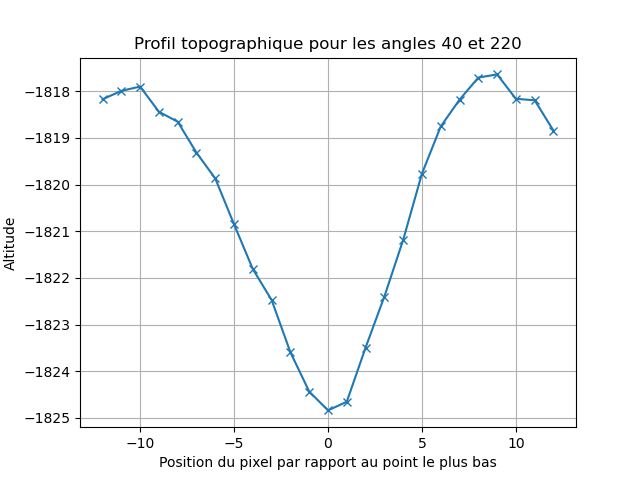 Profil topographique pour les angles 40 et 220
Altitude
−1818
−1819
−1820
−1821
−1822
−1823
−1824
−1825
−10 −5 0 5 10
Position du pixel par rapport au point le plus bas